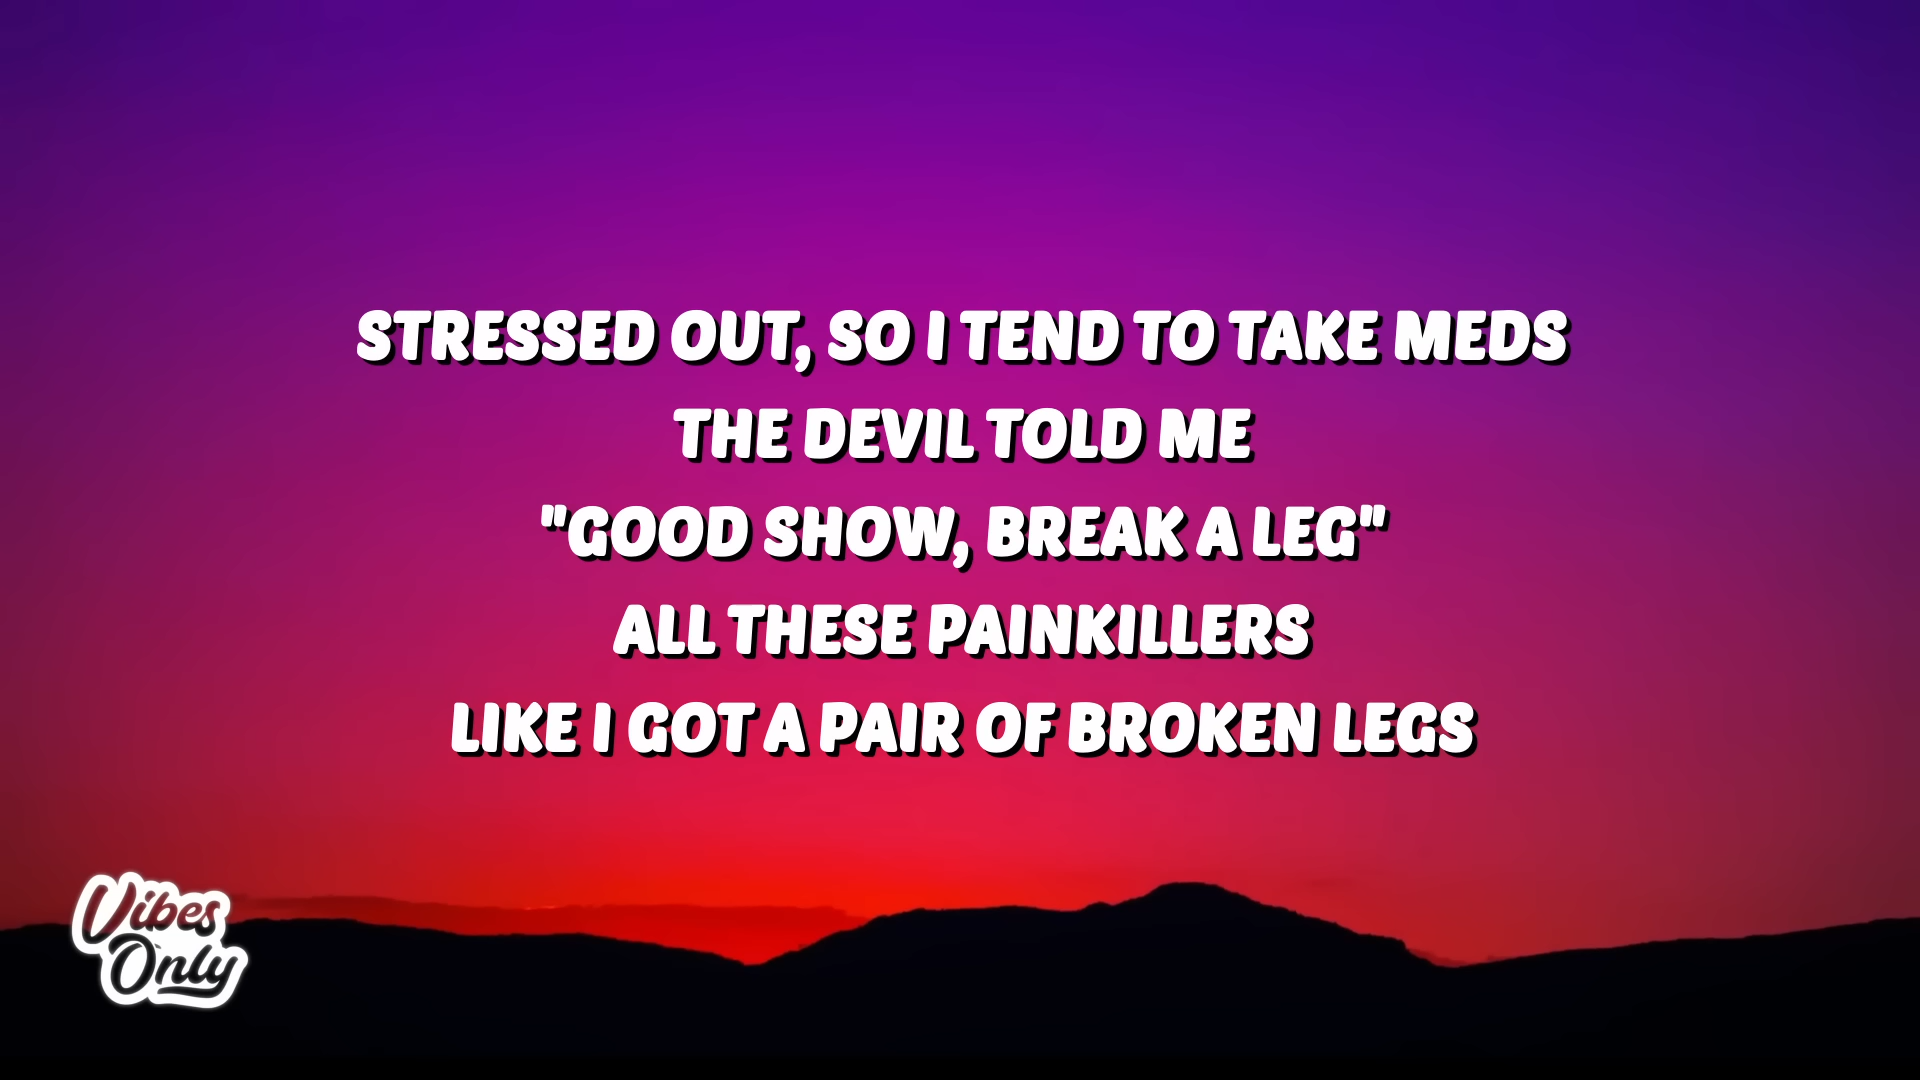 STRESSED OUT, SO I TEND TO TAKE MEDS
THE DEVIL TOLD ME
"GOOD SHOW, BREAK A LEG"
ALL THESE PAINKILLERS
LIKE I GOT A PAIR OF BROKEN LEGS
Vibes
Only